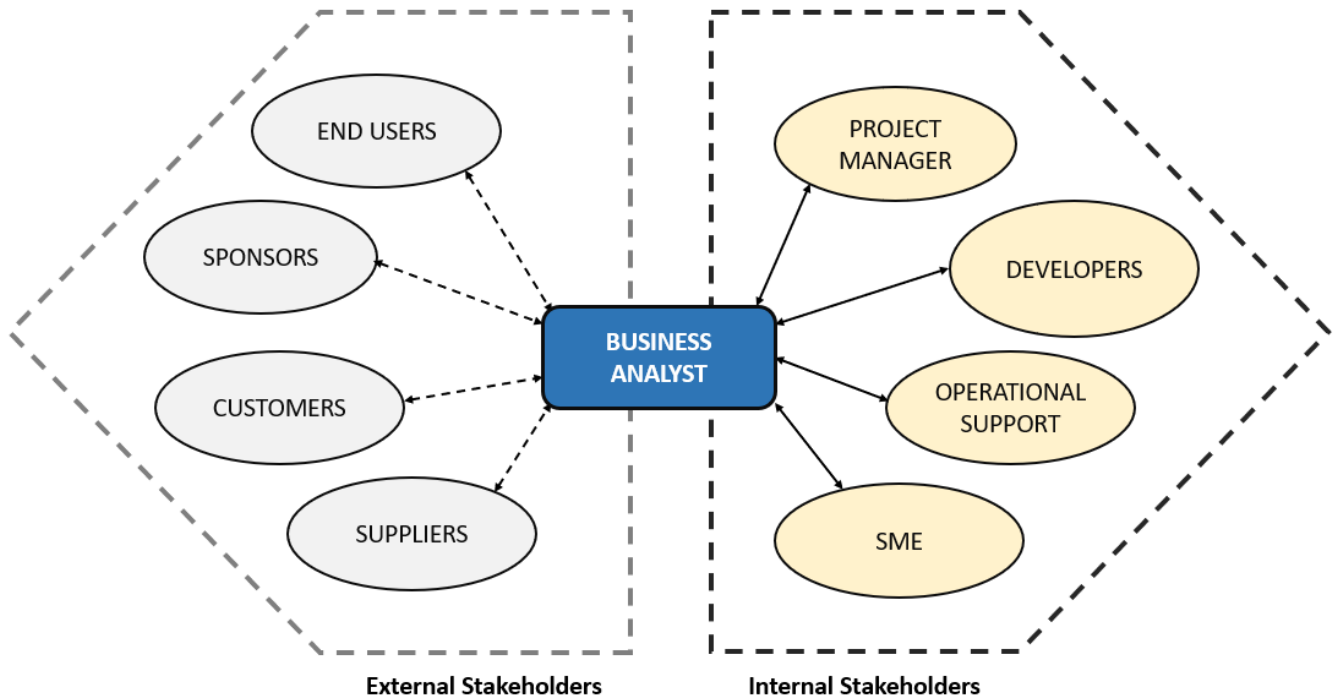 END USERS
SPONSORS
CUSTOMERS
SUPPLIERS
BUSINESS
ANALYST
PROJECT
MANAGER
DEVELOPERS
OPERATIONAL
SUPPORT
SME
External Stakeholders
Internal Stakeholders